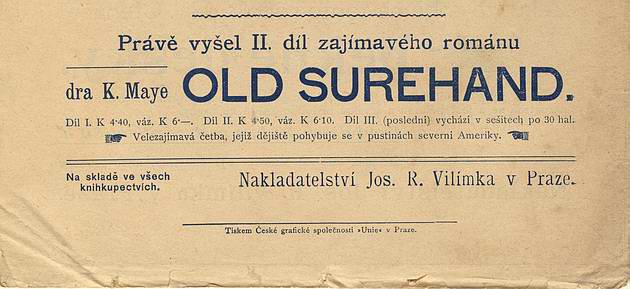 Právě vyšel II. díl zajímavého románu
dra K. Maye OLD SUREHAND.
Díl I. K 4·40, váz. K 6·—. Díl II. K 4·50, váz. K 6·10. Díl III. (poslední) vychází v sešitech po 30 hal.
Velezajímavá četba, jejíž dějiště pohybuje se v pustinách severní Ameriky.
Na skladě ve všech
knihkupectvích.
Nakladatelství Jos. R. Vilímka v Praze.
Tiskem České grafické společnosti »Unie« v Praze.